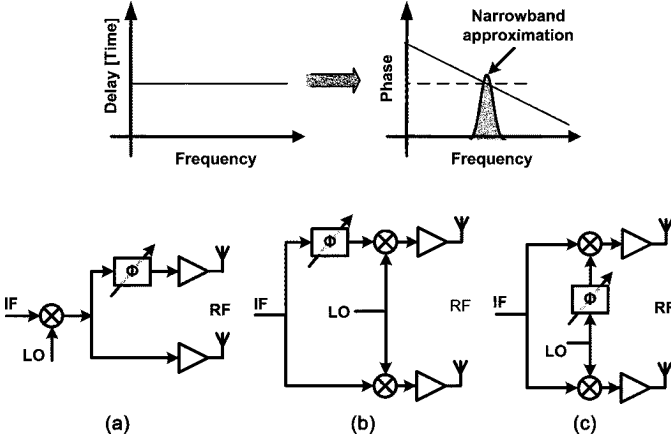 Delay [Time]
Frequency
Narrowband
approximation
Phase
Frequency
IF
LO
Φ
RF
(a)
IF
Φ
LO
RF
(b)
IF
Φ
LO
RF
(c)